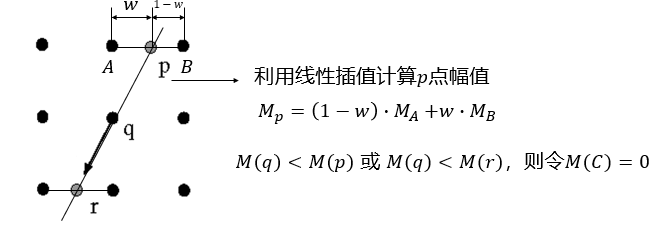 w 1−w
A p B
利用线性插值计算p点幅值
M_p = (1 − w) · M_A +w · M_B
q
M(q) < M(p) 或 M(q) < M(r)，则令M(C) = 0
r